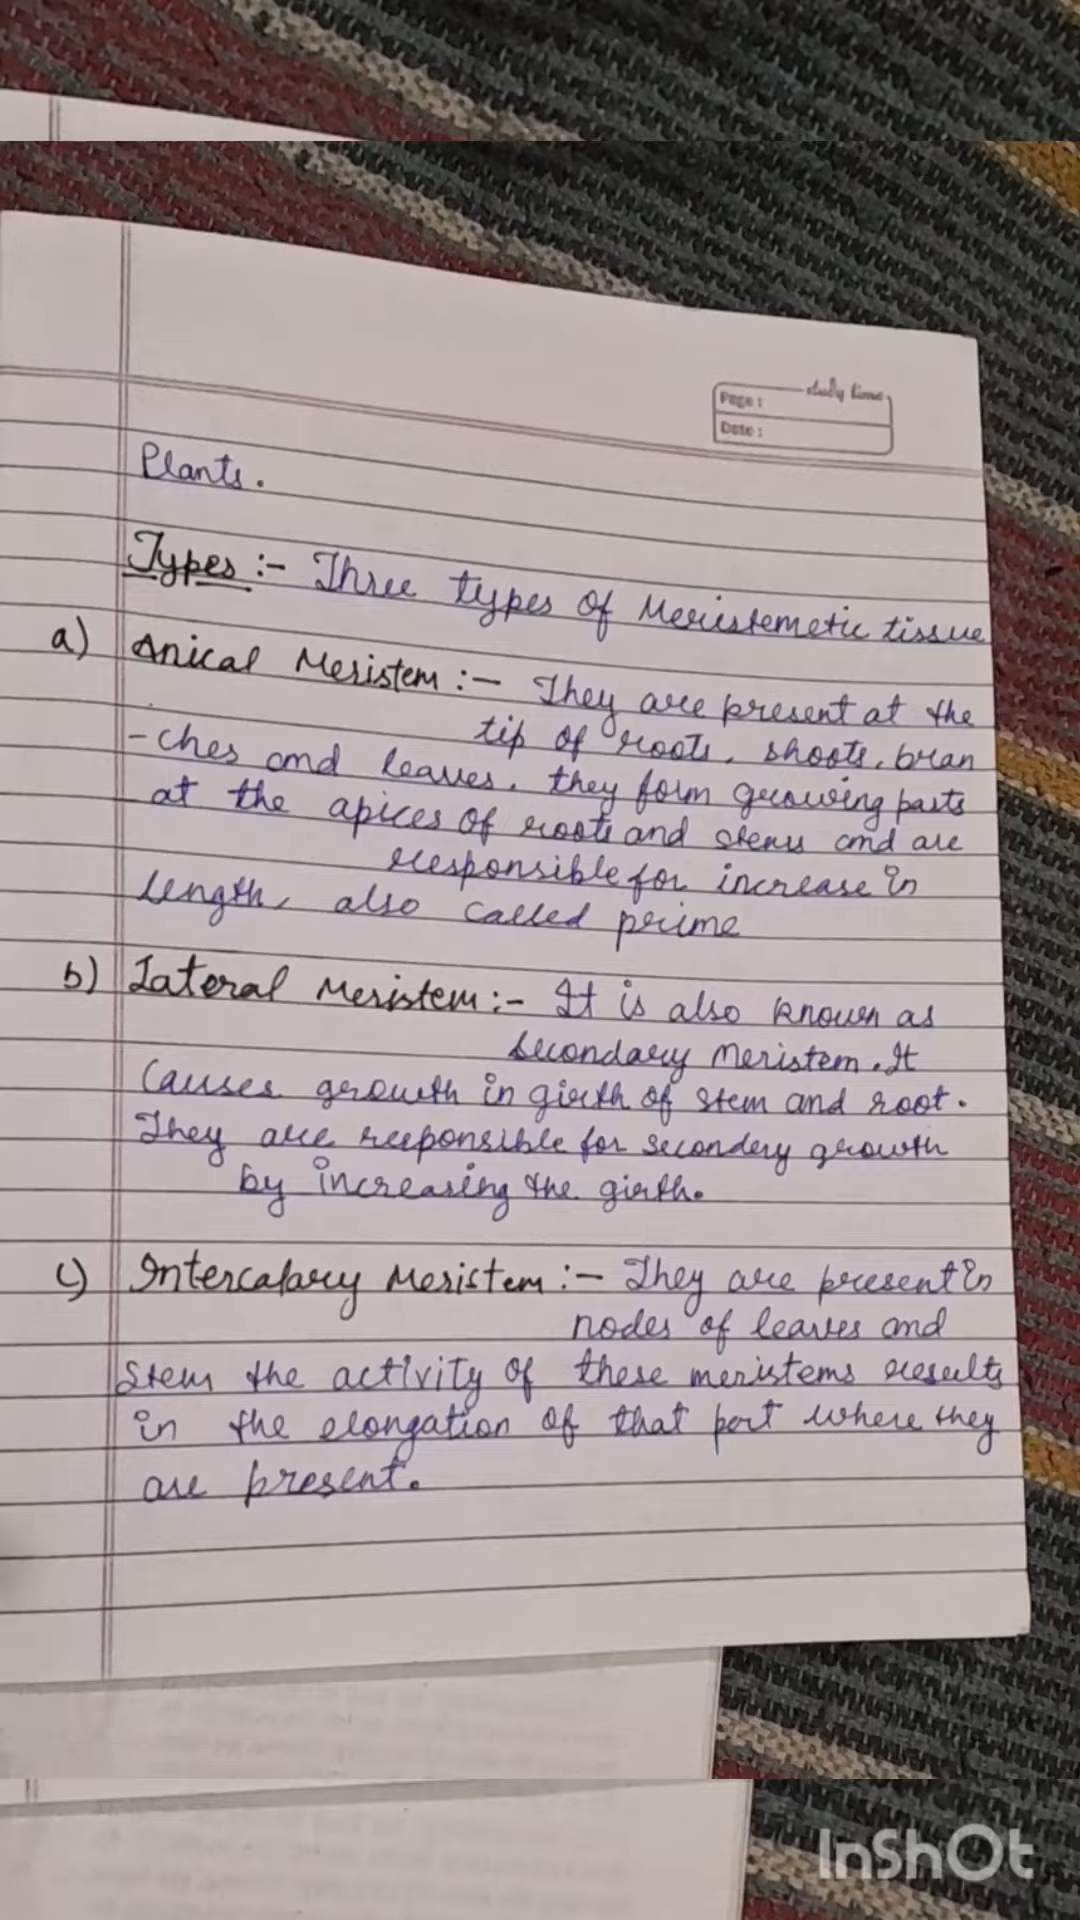 study time
Page :
Date :
Plants.
Types :- Three types of Meristemetic tissue
a) Anical Meristem :- They are present at the
tip of roots, shoots, bran
-ches and leaves. they form growing parts
at the apices of roots and stems and are
responsible for increase in
length, also called prime
b) Lateral Meristem :- It is also known as
secondary Meristem. It
causes growth in girth of stem and root.
They are reeponsible for secondery growth
by increasing the girth.
c) Intercalary Meristem :- They are present in
nodes of leaves and
stem the activity of these meristems results
in the elongation of that part where they
are present.
InShOt